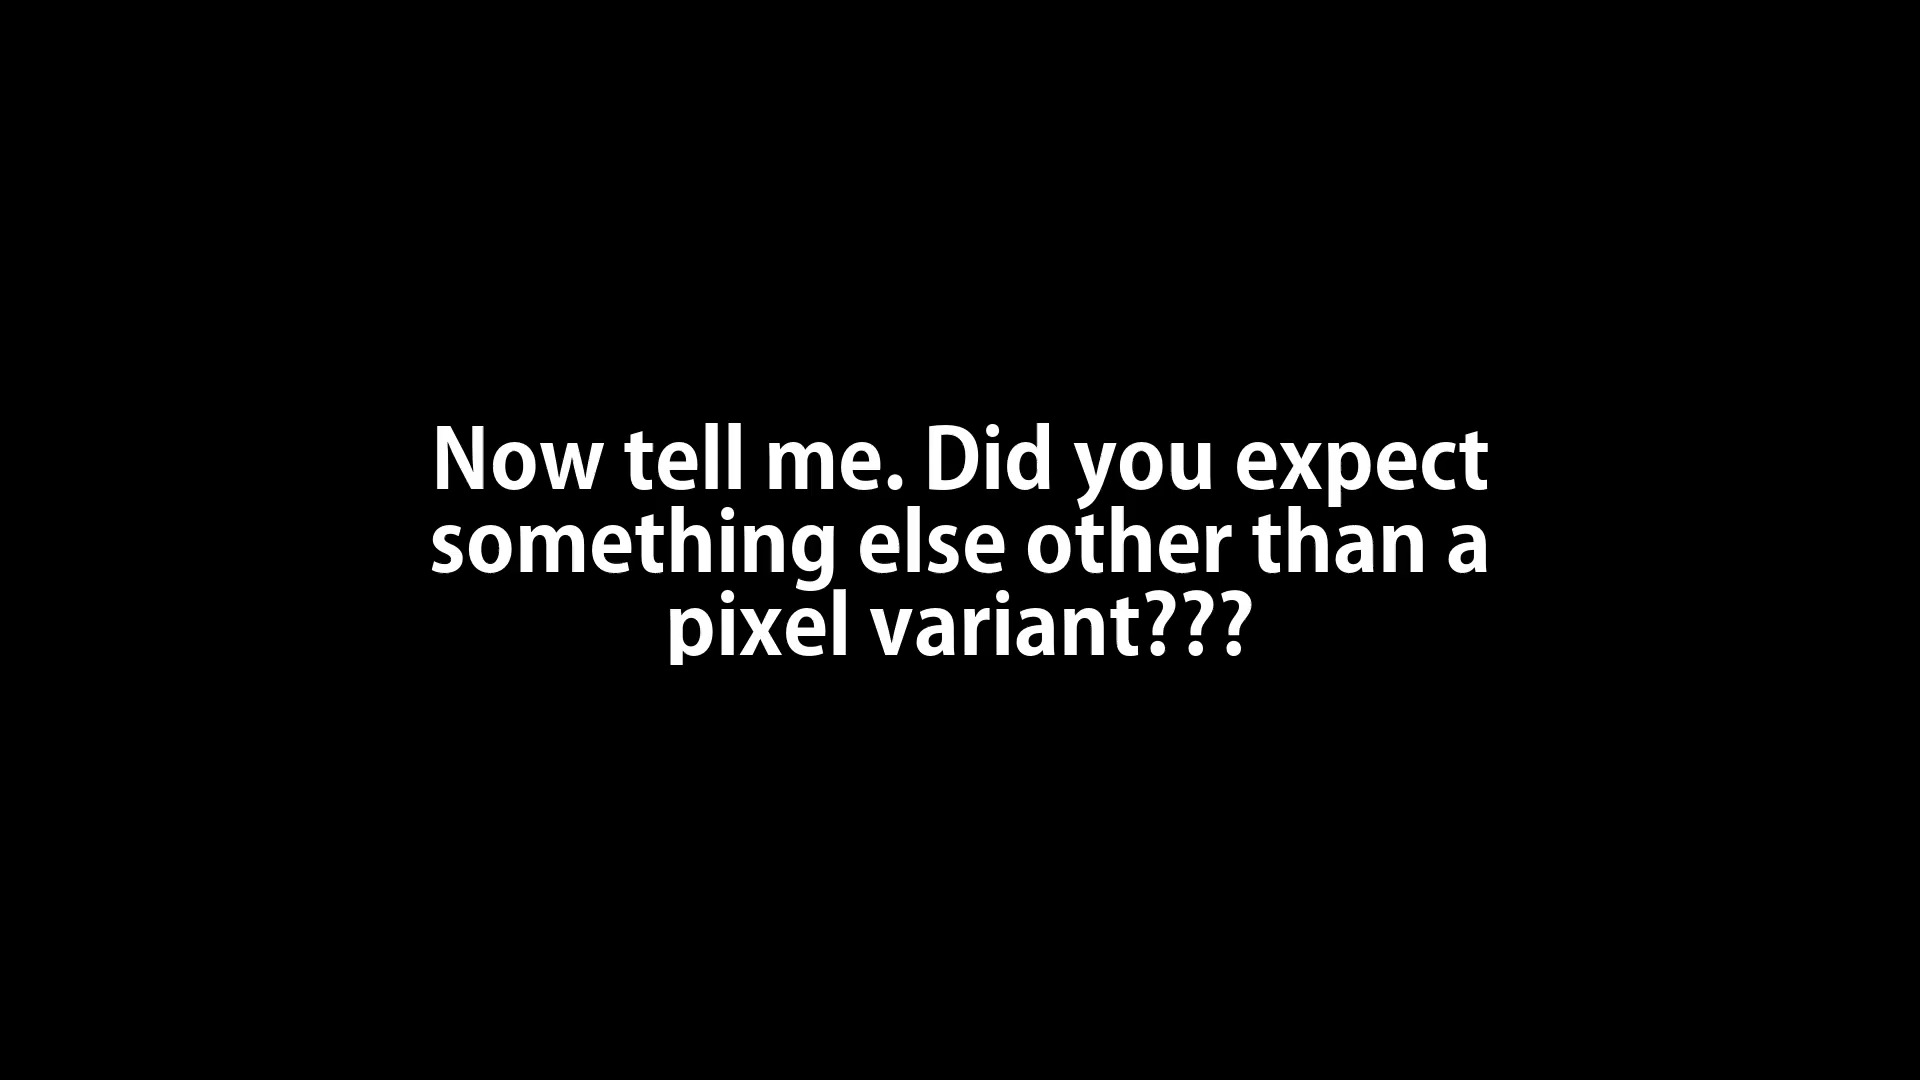 Now tell me. Did you expect
something else other than a
pixel variant???